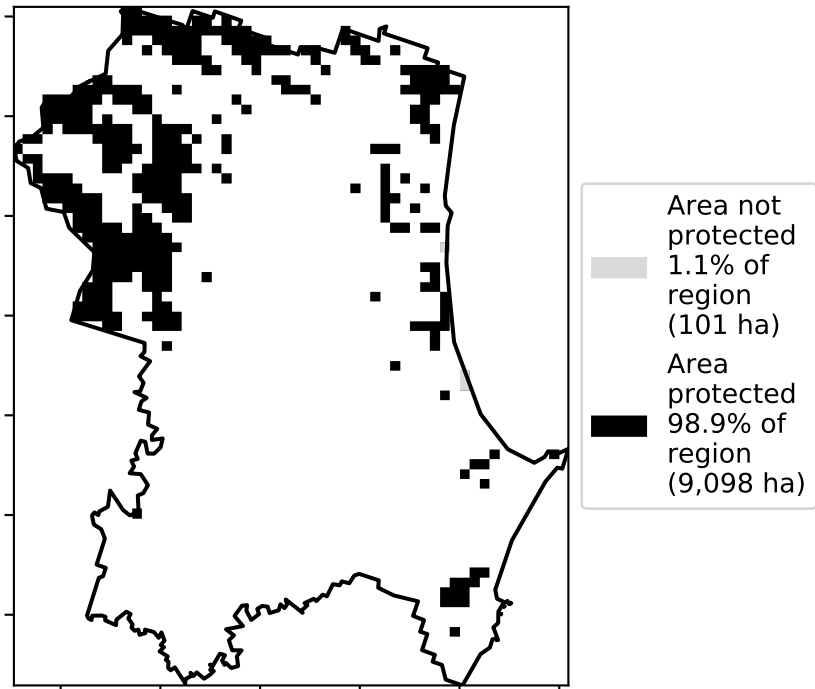 Area not
protected
1.1% of
region
(101 ha)
Area
protected
98.9% of
region
(9,098 ha)